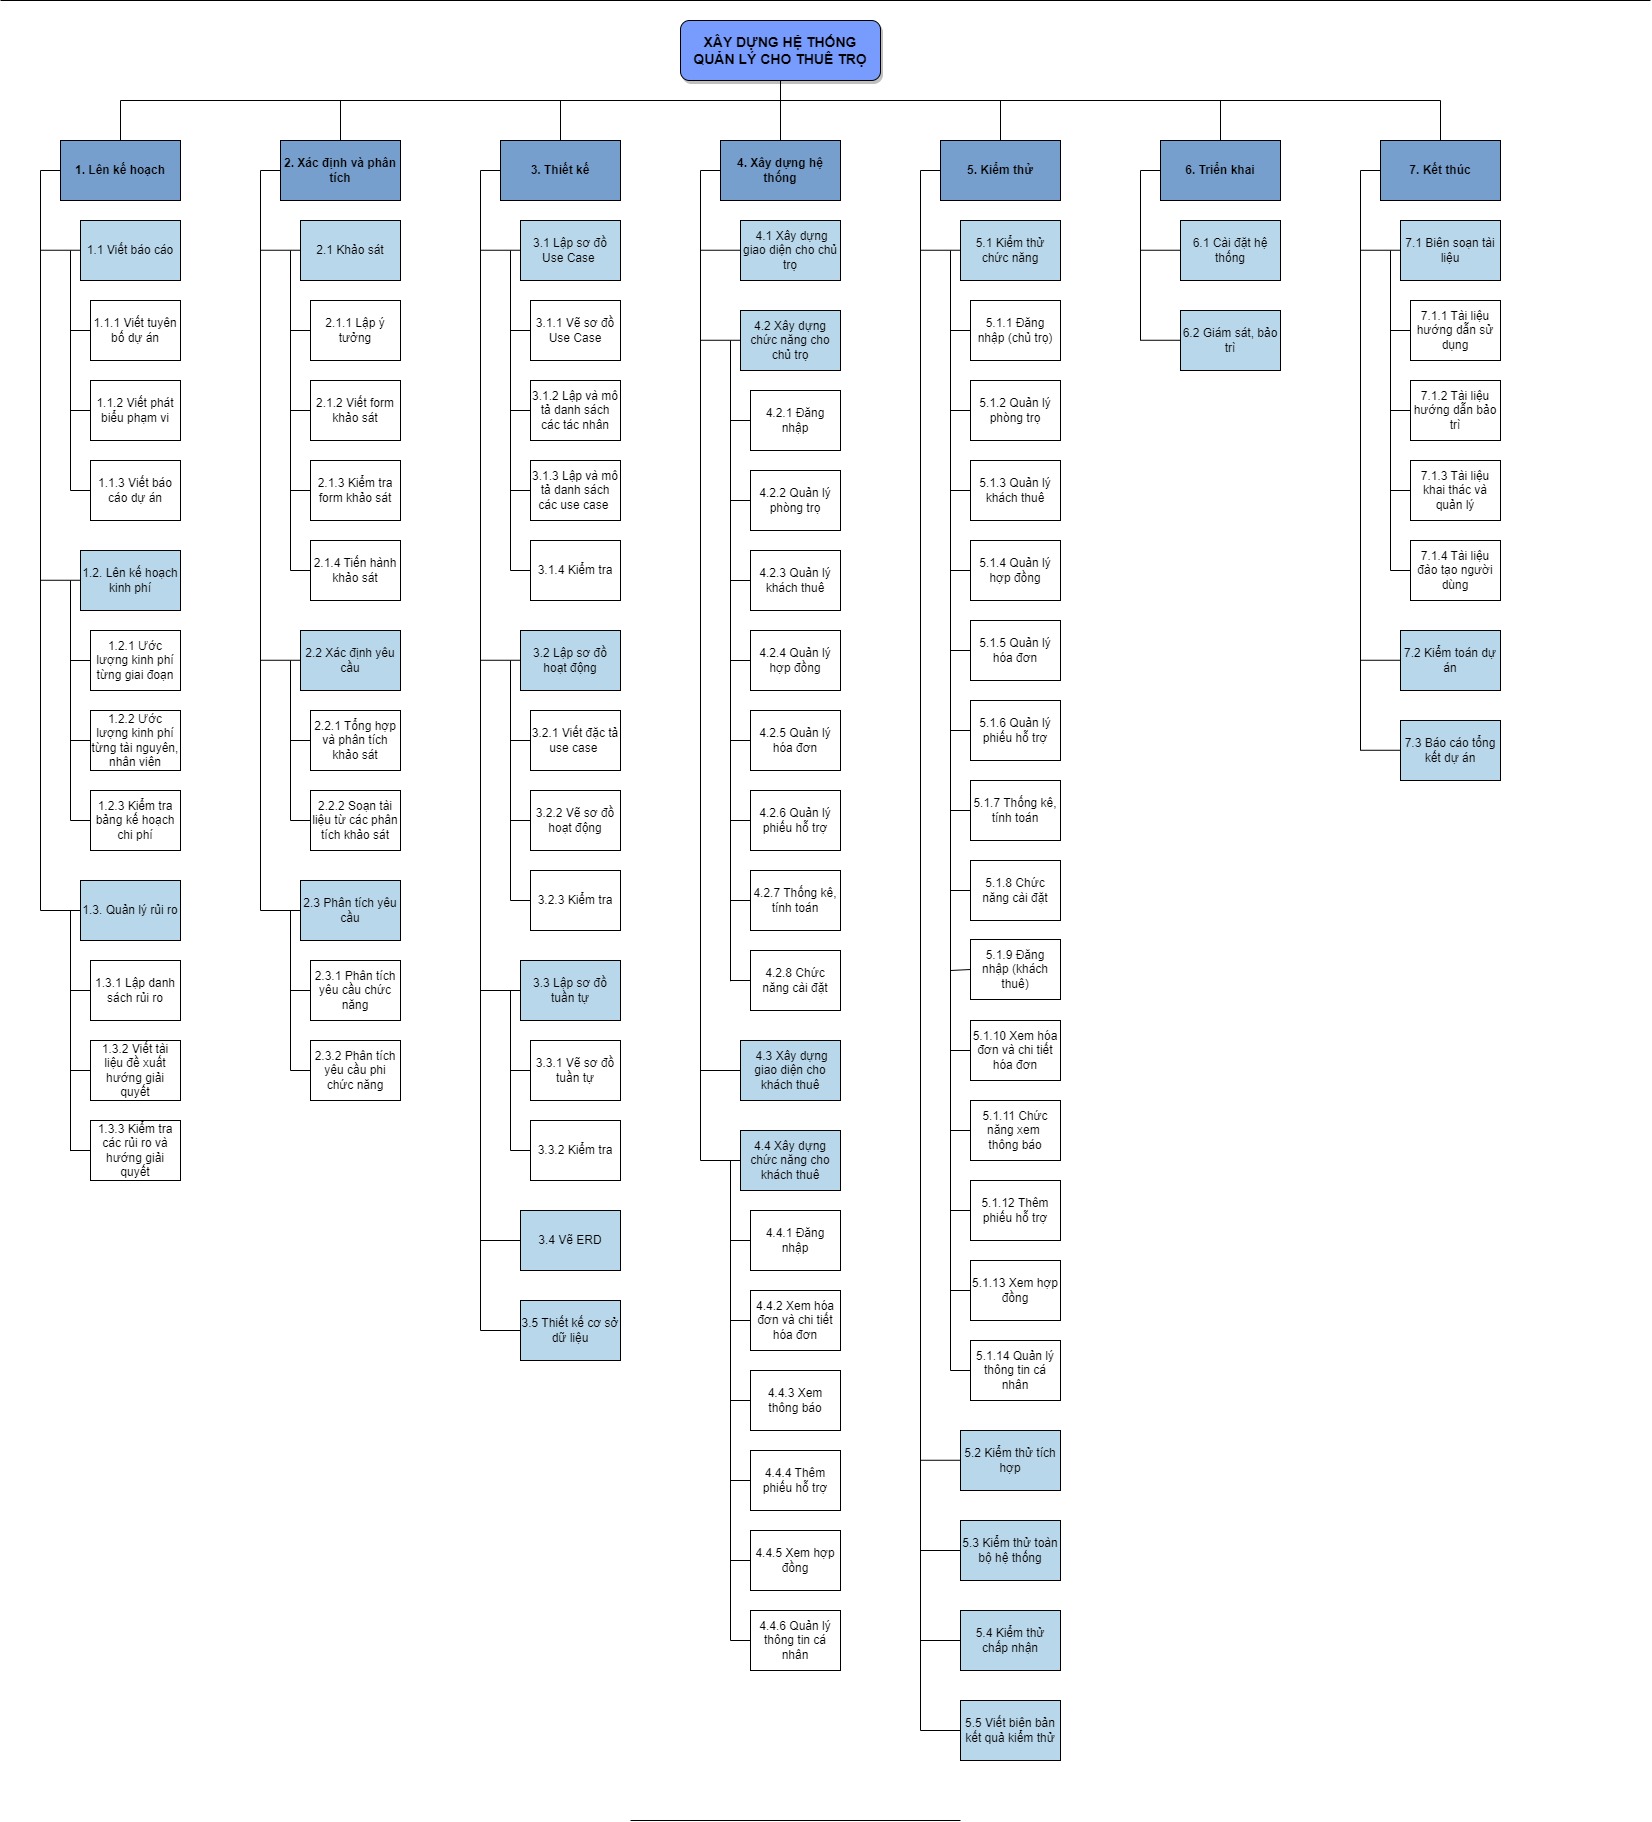 XÂY DỰNG HỆ THỐNG
QUẢN LÝ CHO THUÊ TRỌ
1. Lên kế hoạch
1.1 Viết báo cáo
1.1.1 Viết tuyên
bố dự án
1.1.2 Viết phát
biểu phạm vi
1.1.3 Viết báo
cáo dự án
1.2. Lên kế hoạch
kinh phí
1.2.1 Ước
lượng kinh phí
từng giai đoạn
1.2.2 Ước
lượng kinh phí
từng tài nguyên,
nhân viên
1.2.3 Kiểm tra
bảng kế hoạch
chi phí
1.3. Quản lý rủi ro
1.3.1 Lập danh
sách rủi ro
1.3.2 Viết tài
liệu đề xuất
hướng giải
quyết
1.3.3 Kiểm tra
các rủi ro và
hướng giải
quyết
2. Xác định và phân
tích
2.1 Khảo sát
2.1.1 Lập ý
tưởng
2.1.2 Viết form
khảo sát
2.1.3 Kiểm tra
form khảo sát
2.1.4 Tiến hành
khảo sát
2.2 Xác định yêu
cầu
2.2.1 Tổng hợp
và phân tích
khảo sát
2.2.2 Soạn tài
liệu từ các phân
tích khảo sát
2.3 Phân tích yêu
cầu
2.3.1 Phân tích
yêu cầu chức
năng
2.3.2 Phân tích
yêu cầu phi
chức năng
3. Thiết kế
3.1 Lập sơ đồ
Use Case
3.1.1 Vẽ sơ đồ
Use Case
3.1.2 Lập và mô
tả danh sách
các tác nhân
3.1.3 Lập và mô
tả danh sách
các use case
3.1.4 Kiểm tra
3.2 Lập sơ đồ
hoạt động
3.2.1 Viết đặc tả
use case
3.2.2 Vẽ sơ đồ
hoạt động
3.2.3 Kiểm tra
3.3 Lập sơ đồ
tuần tự
3.3.1 Vẽ sơ đồ
tuần tự
3.3.2 Kiểm tra
3.4 Vẽ ERD
3.5 Thiết kế cơ sở
dữ liệu
4. Xây dựng hệ
thống
4.1 Xây dựng
giao diện cho chủ
trọ
4.2 Xây dựng
chức năng cho
chủ trọ
4.2.1 Đăng
nhập
4.2.2 Quản lý
phòng trọ
4.2.3 Quản lý
khách thuê
4.2.4 Quản lý
hợp đồng
4.2.5 Quản lý
hóa đơn
4.2.6 Quản lý
phiếu hỗ trợ
4.2.7 Thống kê,
tính toán
4.2.8 Chức
năng cài đặt
4.3 Xây dựng
giao diện cho
khách thuê
4.4 Xây dựng
chức năng cho
khách thuê
4.4.1 Đăng
nhập
4.4.2 Xem hóa
đơn và chi tiết
hóa đơn
4.4.3 Xem
thông báo
4.4.4 Thêm
phiếu hỗ trợ
4.4.5 Xem hợp
đồng
4.4.6 Quản lý
thông tin cá
nhân
5. Kiểm thử
5.1 Kiểm thử
chức năng
5.1.1 Đăng
nhập (chủ trọ)
5.1.2 Quản lý
phòng trọ
5.1.3 Quản lý
khách thuê
5.1.4 Quản lý
hợp đồng
5.1.5 Quản lý
hóa đơn
5.1.6 Quản lý
phiếu hỗ trợ
5.1.7 Thống kê,
tính toán
5.1.8 Chức
năng cài đặt
5.1.9 Đăng
nhập (khách
thuê)
5.1.10 Xem hóa
đơn và chi tiết
hóa đơn
5.1.11 Chức
năng xem
thông báo
5.1.12 Thêm
phiếu hỗ trợ
5.1.13 Xem hợp
đồng
5.1.14 Quản lý
thông tin cá
nhân
5.2 Kiểm thử tích
hợp
5.3 Kiểm thử toàn
bộ hệ thống
5.4 Kiểm thử
chấp nhận
5.5 Viết biên bản
kết quả kiểm thử
6. Triển khai
6.1 Cài đặt hệ
thống
6.2 Giám sát, bảo
trì
7. Kết thúc
7.1 Biên soạn tài
liệu
7.1.1 Tài liệu
hướng dẫn sử
dụng
7.1.2 Tài liệu
hướng dẫn bảo
trì
7.1.3 Tài liệu
khai thác và
quản lý
7.1.4 Tài liệu
đào tạo người
dùng
7.2 Kiểm toán dự
án
7.3 Báo cáo tổng
kết dự án